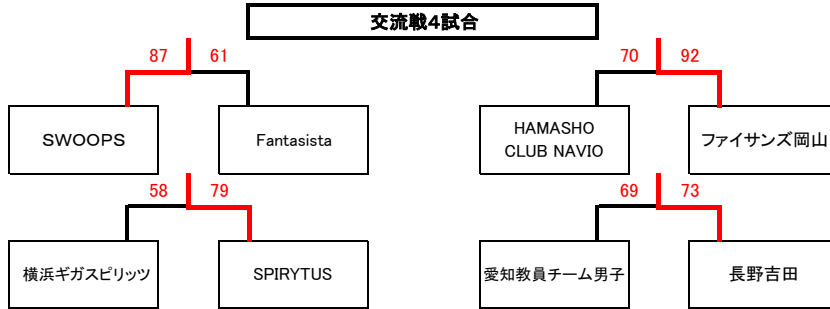 交流戦4試合
87 61
70 92
SWOOPS
Fantasista
HAMASHO
CLUB NAVIO
ファイサンズ岡山
58 79
69 73
横浜ギガスピリッツ
SPIRYTUS
愛知教員チーム男子
長野吉田